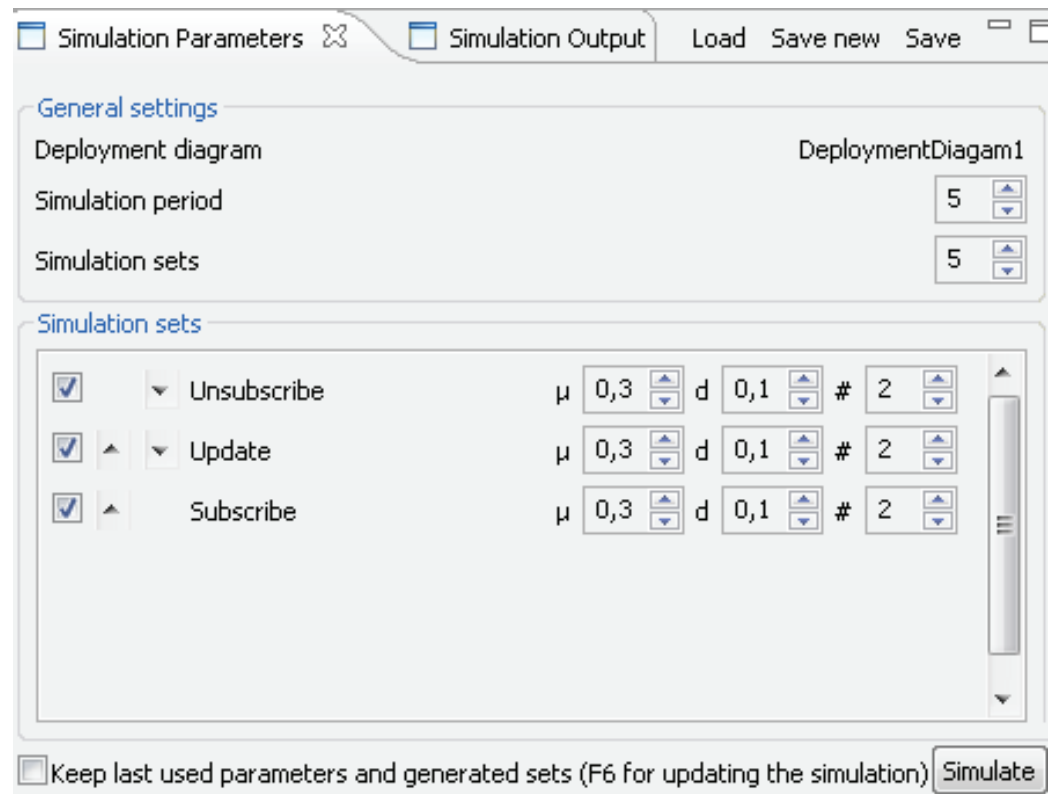 Simulation Parameters Simulation Output Load Save new Save
General settings
Deployment diagram DeploymentDiagam1
Simulation period 5
Simulation sets 5
Simulation sets
Unsubscribe μ 0,3 d 0,1 # 2
Update μ 0,3 d 0,1 # 2
Subscribe μ 0,3 d 0,1 # 2
Keep last used parameters and generated sets (F6 for updating the simulation) Simulate